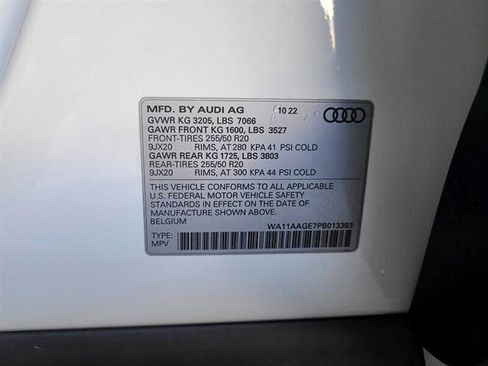 MFD. BY AUDI AG 10 22
GVWR KG 3205, LBS 7066
GAWR FRONT KG 1600, LBS 3527
FRONT-TIRES 255/50 R20
9JX20 RIMS, AT 280 KPA 41 PSI COLD
GAWR REAR KG 1725, LBS 3803
REAR-TIRES 255/50 R20
9JX20 RIMS, AT 300 KPA 44 PSI COLD
THIS VEHICLE CONFORMS TO ALL APPLICABLE
U.S. FEDERAL MOTOR VEHICLE SAFETY
STANDARDS IN EFFECT ON THE DATE OF
MANUFACTURE SHOWN ABOVE.
BELGIUM
WA11AAGE7PB013393
TYPE:
MPV